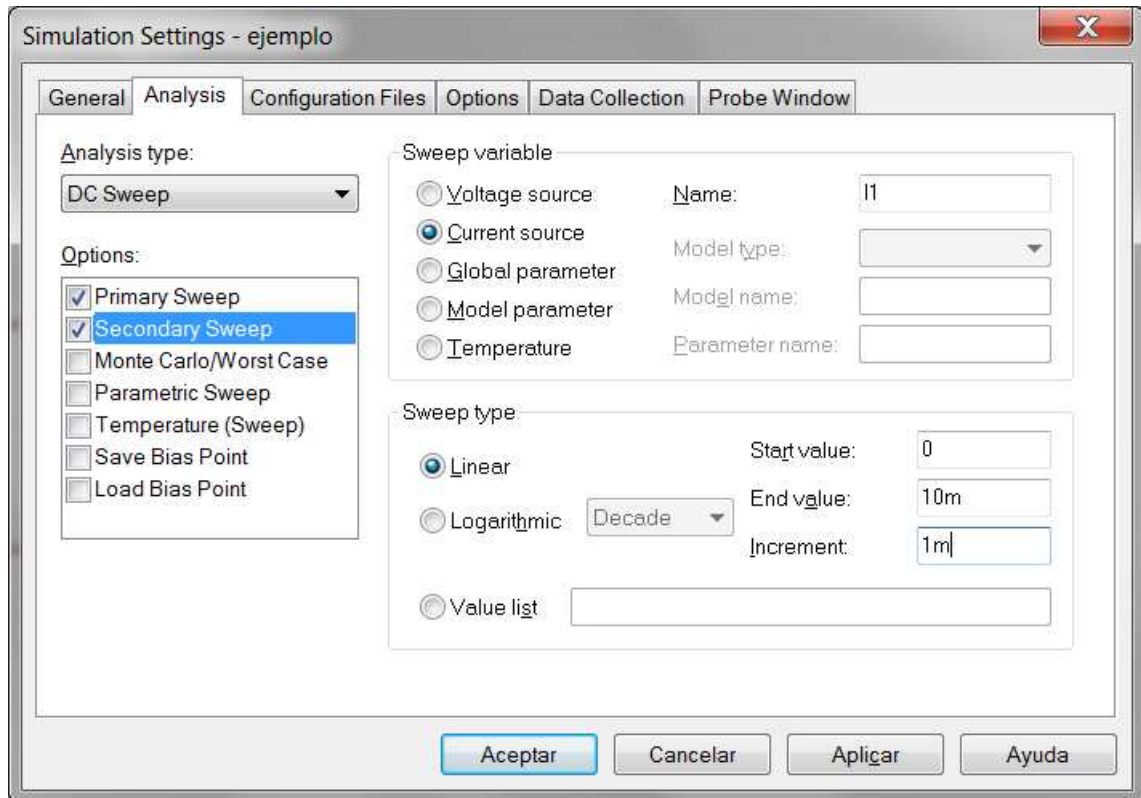 Simulation Settings - ejemplo
General Analysis Configuration Files Options Data Collection Probe Window
Analysis type:
DC Sweep
Options:
Primary Sweep
Secondary Sweep
Monte Carlo/Worst Case
Parametric Sweep
Temperature (Sweep)
Save Bias Point
Load Bias Point
Sweep variable
Voltage source
Current source
Global parameter
Model parameter
Temperature
Name: I1
Model type:
Model name:
Parameter name:
Sweep type
Linear
Logarithmic Decade
Value list
Start value: 0
End value: 10m
Increment: 1m
Aceptar Cancelar Aplicar Ayuda